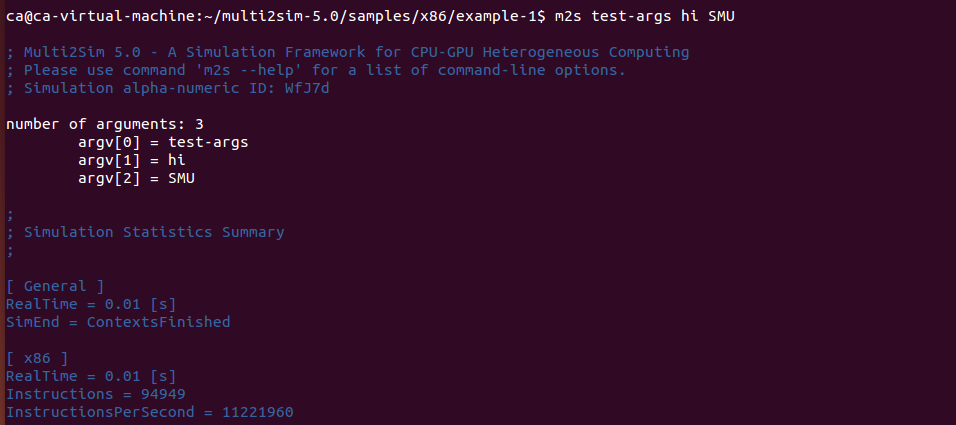 ca@ca-virtual-machine:~/multi2sim-5.0/samples/x86/example-1$ m2s test-args hi SMU
; Multi2Sim 5.0 - A Simulation Framework for CPU-GPU Heterogeneous Computing
; Please use command 'm2s --help' for a list of command-line options.
; Simulation alpha-numeric ID: WfJ7d
number of arguments: 3
argv[0] = test-args
argv[1] = hi
argv[2] = SMU
;
; Simulation Statistics Summary
;
[ General ]
RealTime = 0.01 [s]
SimEnd = ContextsFinished
[ x86 ]
RealTime = 0.01 [s]
Instructions = 94949
InstructionsPerSecond = 11221960